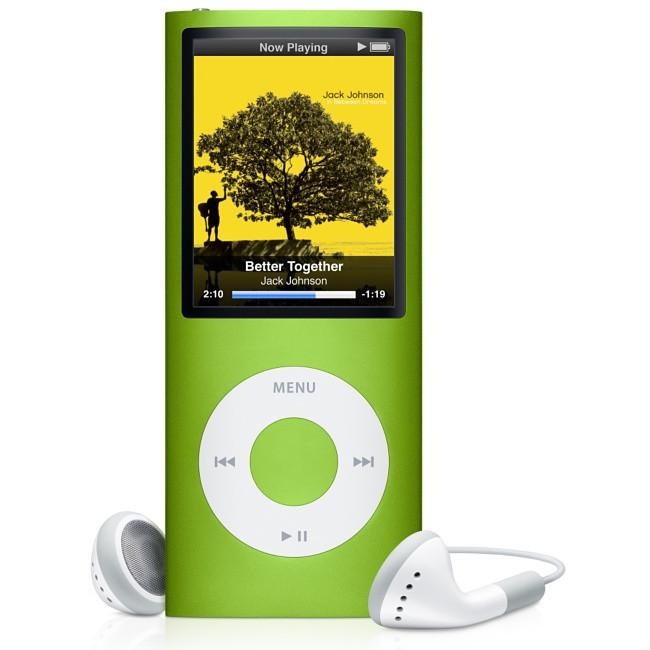 Now Playing
Jack Johnson
In Between Dreams
Better Together
Jack Johnson
2:10 -1:19
MENU